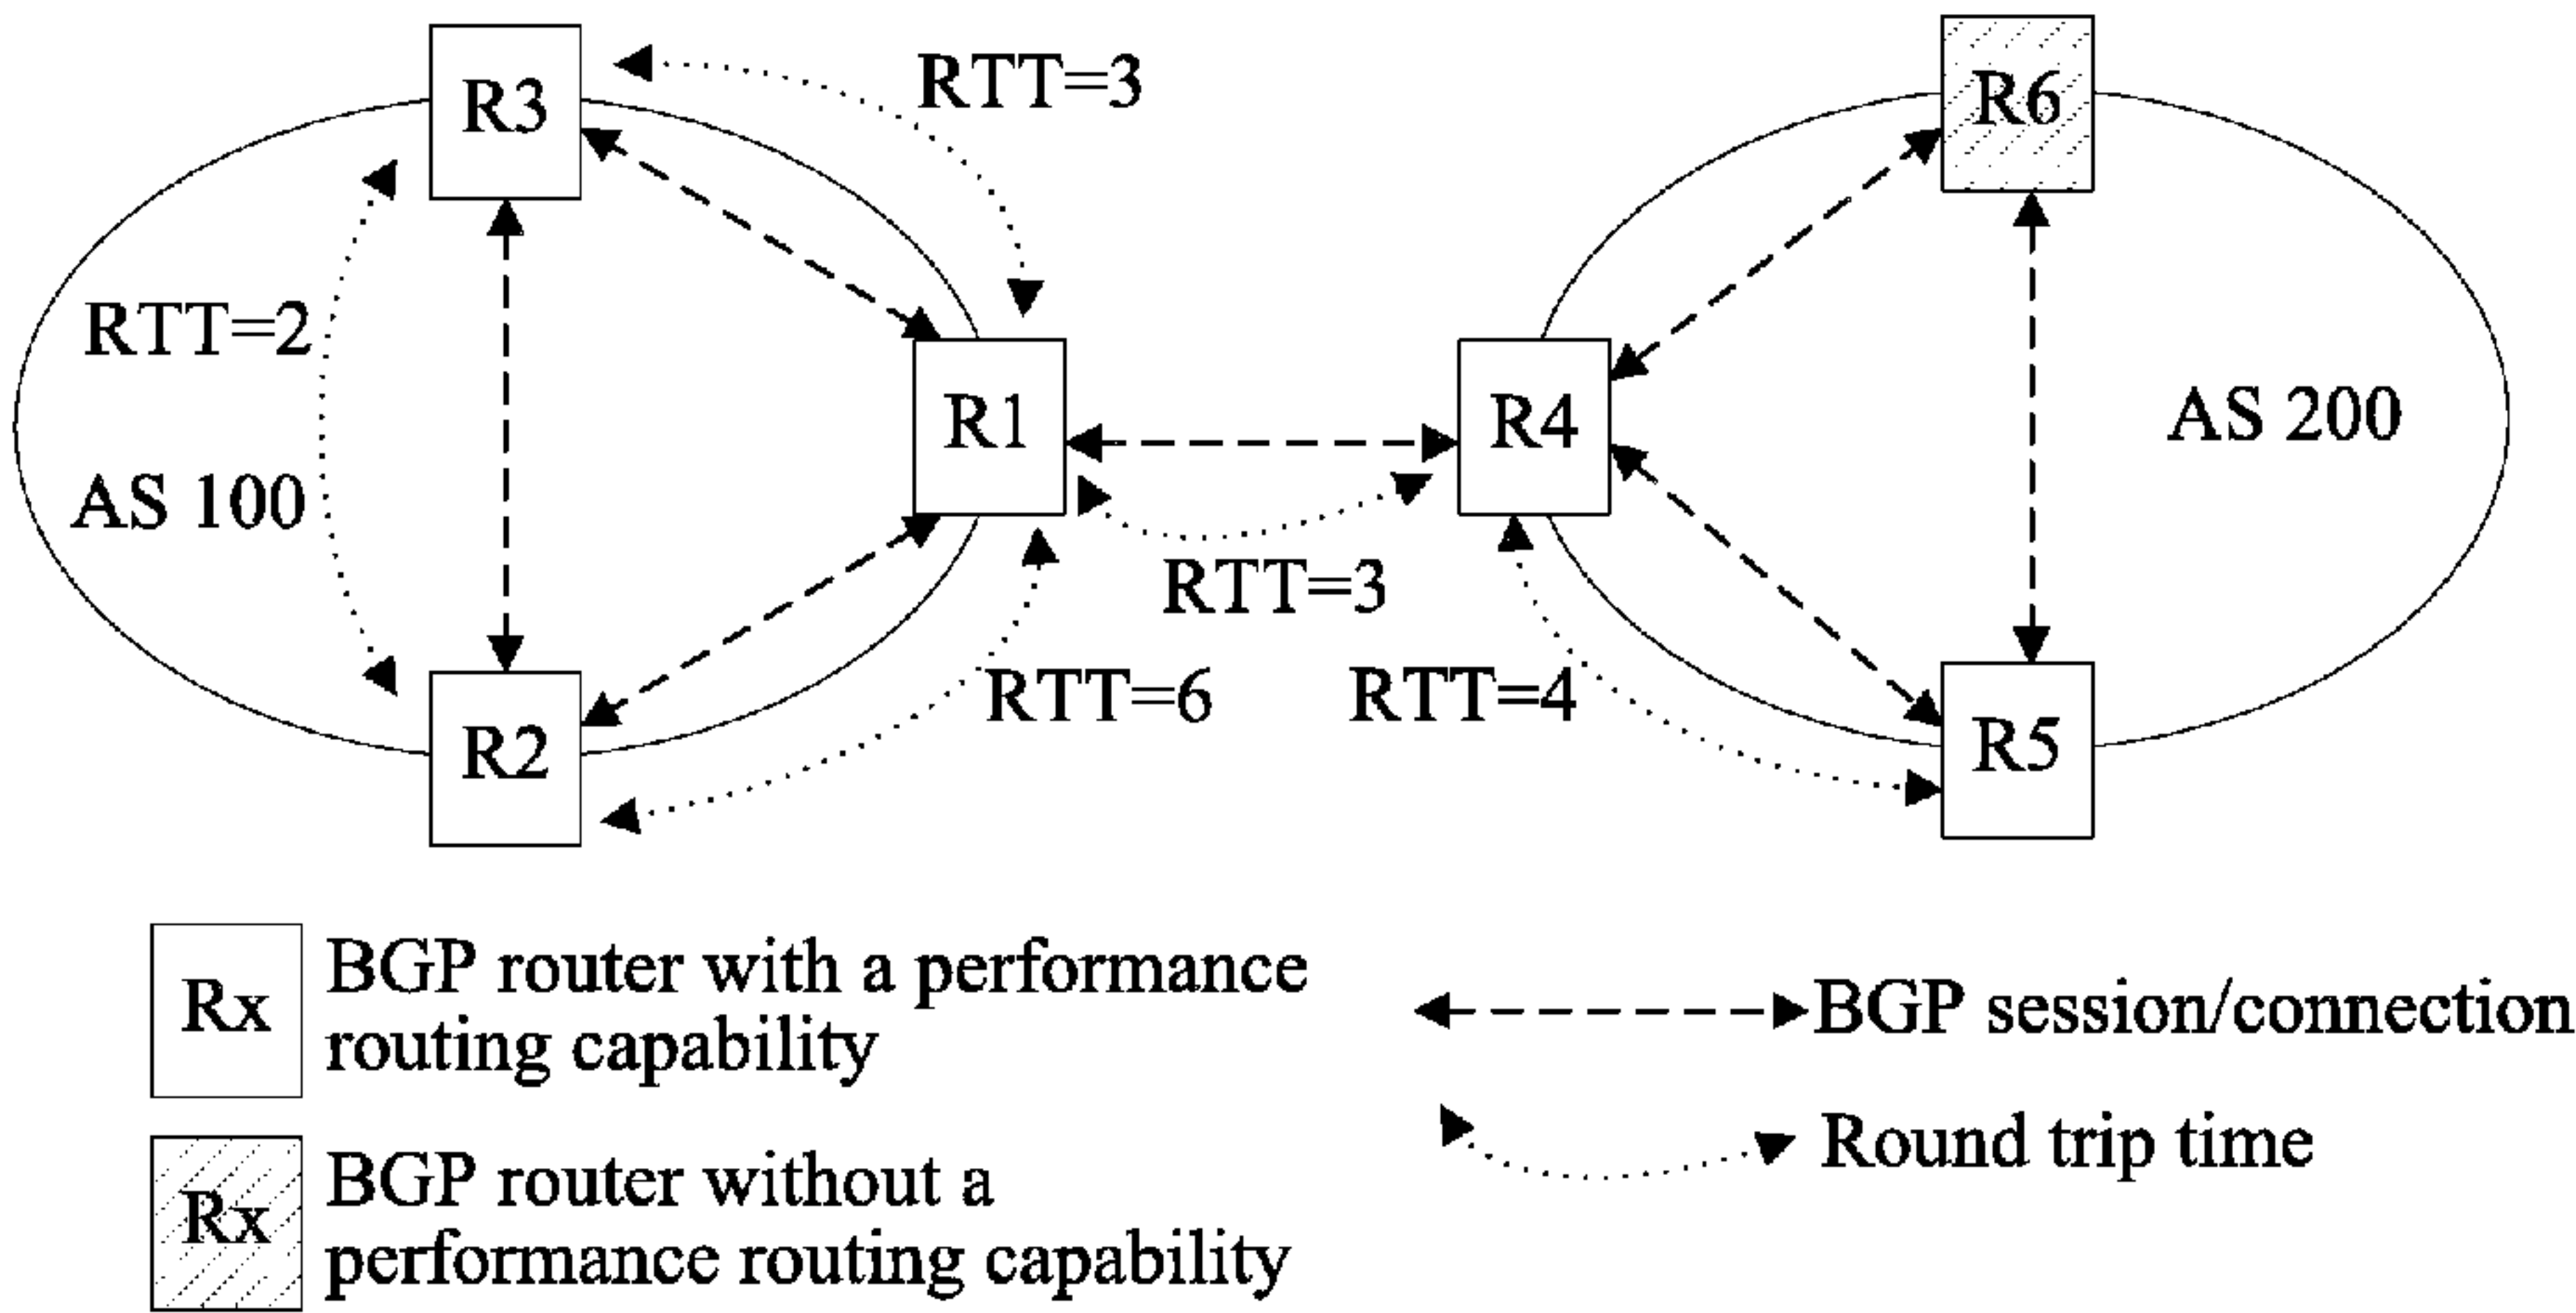 R3
RTT=3
R6
RTT=2
R1
R4
AS 200
AS 100
RTT=3
RTT=6
RTT=4
R2
R5
Rx
BGP router with a performance
routing capability
BGP session/connection
Rx
BGP router without a
performance routing capability
Round trip time